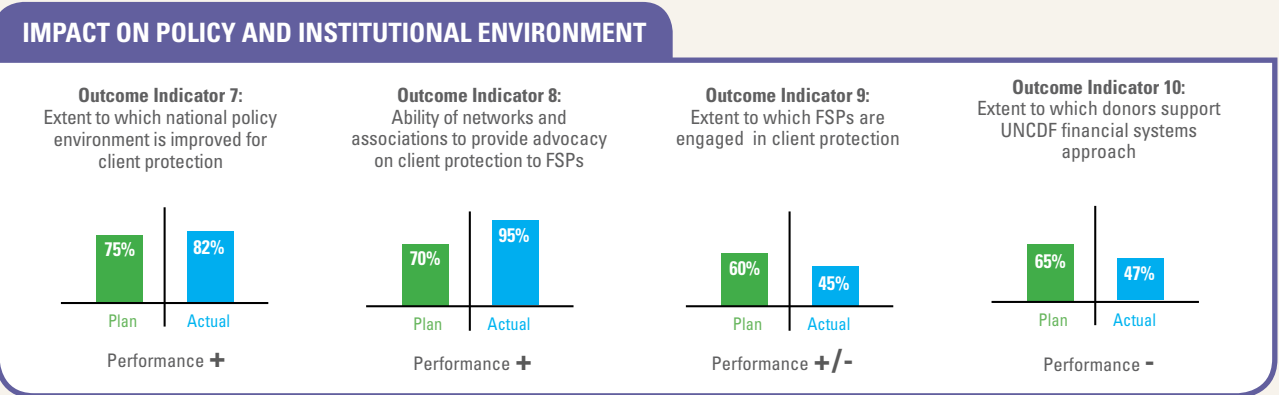 IMPACT ON POLICY AND INSTITUTIONAL ENVIRONMENT
Outcome Indicator 7:
Extent to which national policy
environment is improved for
client protection
75%
82%
Plan
Actual
Performance +
Outcome Indicator 8:
Ability of networks and
associations to provide advocacy
on client protection to FSPs
70%
95%
Plan
Actual
Performance +
Outcome Indicator 9:
Extent to which FSPs are
engaged in client protection
60%
45%
Plan
Actual
Performance +/-
Outcome Indicator 10:
Extent to which donors support
UNCDF financial systems
approach
65%
47%
Plan
Actual
Performance -